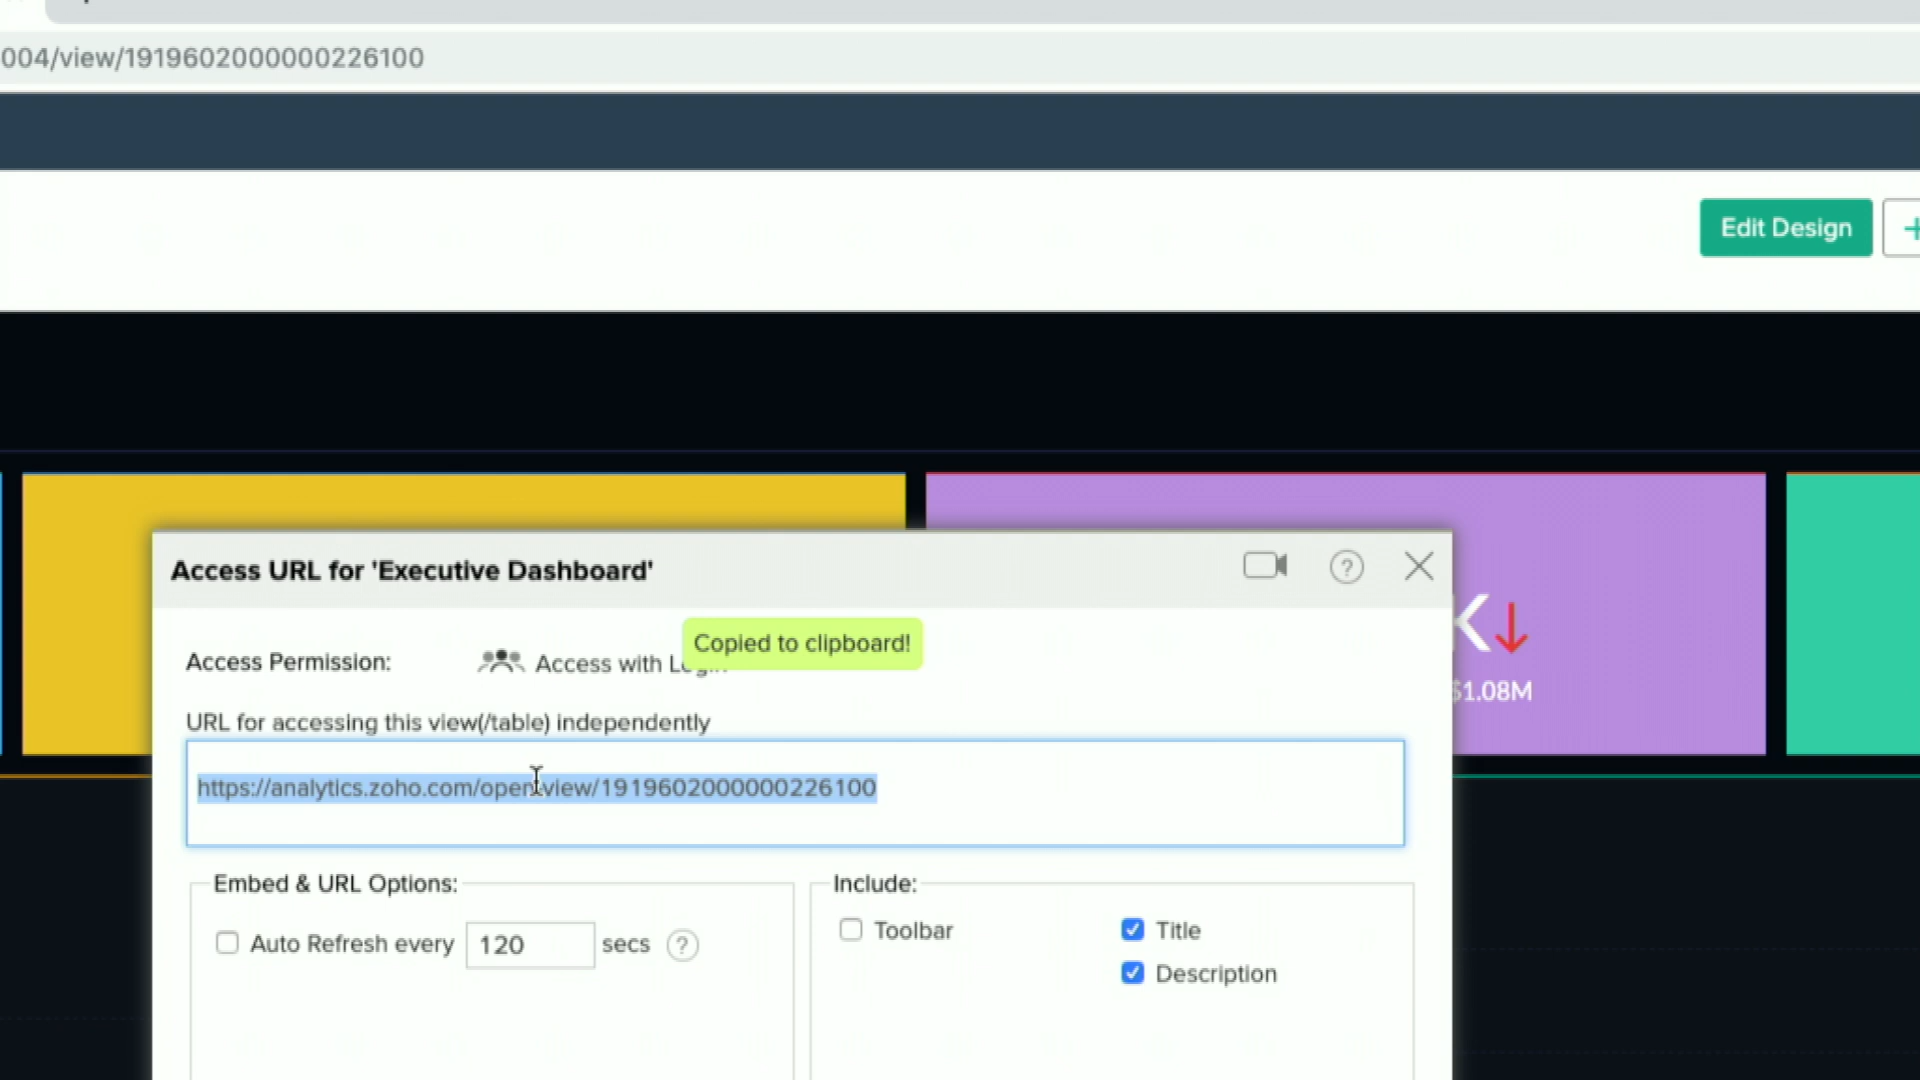 004/view/1919602000000226100
Edit Design
Access URL for 'Executive Dashboard'
Copied to clipboard!
Access Permission:
Access with
URL for accessing this view(/table) independently
https://analytics.zoho.com/open-view/1919602000000226100
K↓
$1.08M
Embed & URL Options:
Include:
Auto Refresh every 120 secs ?
Toolbar
Title
Description